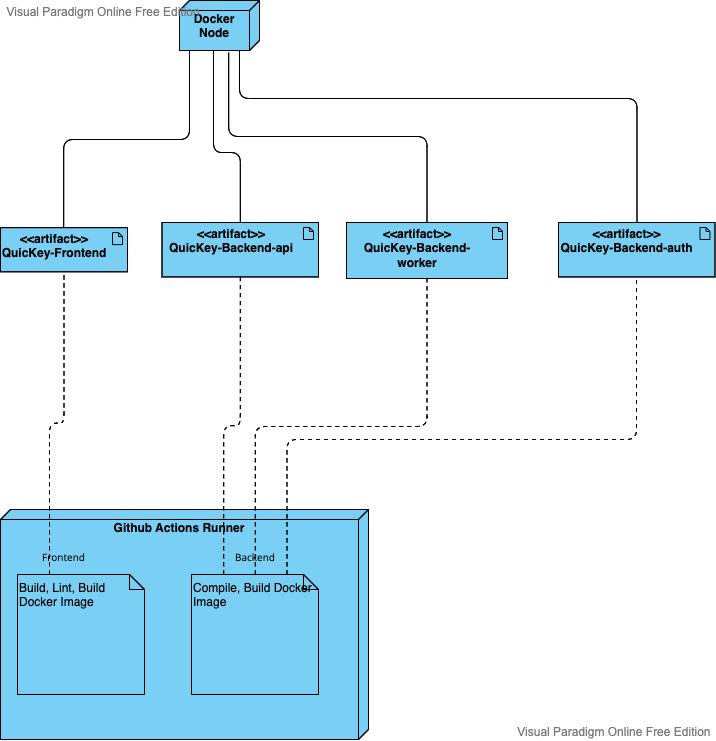 Visual Paradigm Online Free Edition
Docker
Node
<<artifact>>
QuicKey-Frontend
<<artifact>>
QuicKey-Backend-api
<<artifact>>
QuicKey-Backend-
worker
<<artifact>>
QuicKey-Backend-auth
Github Actions Runner
Frontend
Backend
Build, Lint, Build
Docker Image
Compile, Build Docker
Image
Visual Paradigm Online Free Edition